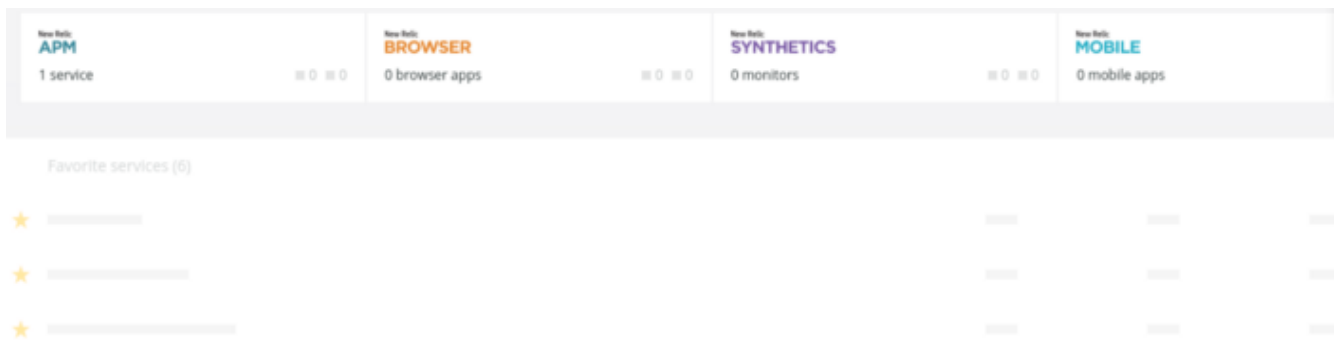 New Relic
APM
1 service
0 0
New Relic
BROWSER
0 browser apps
0 0
New Relic
SYNTHETICS
0 monitors
0 0
New Relic
MOBILE
0 mobile apps
Favorite services (6)